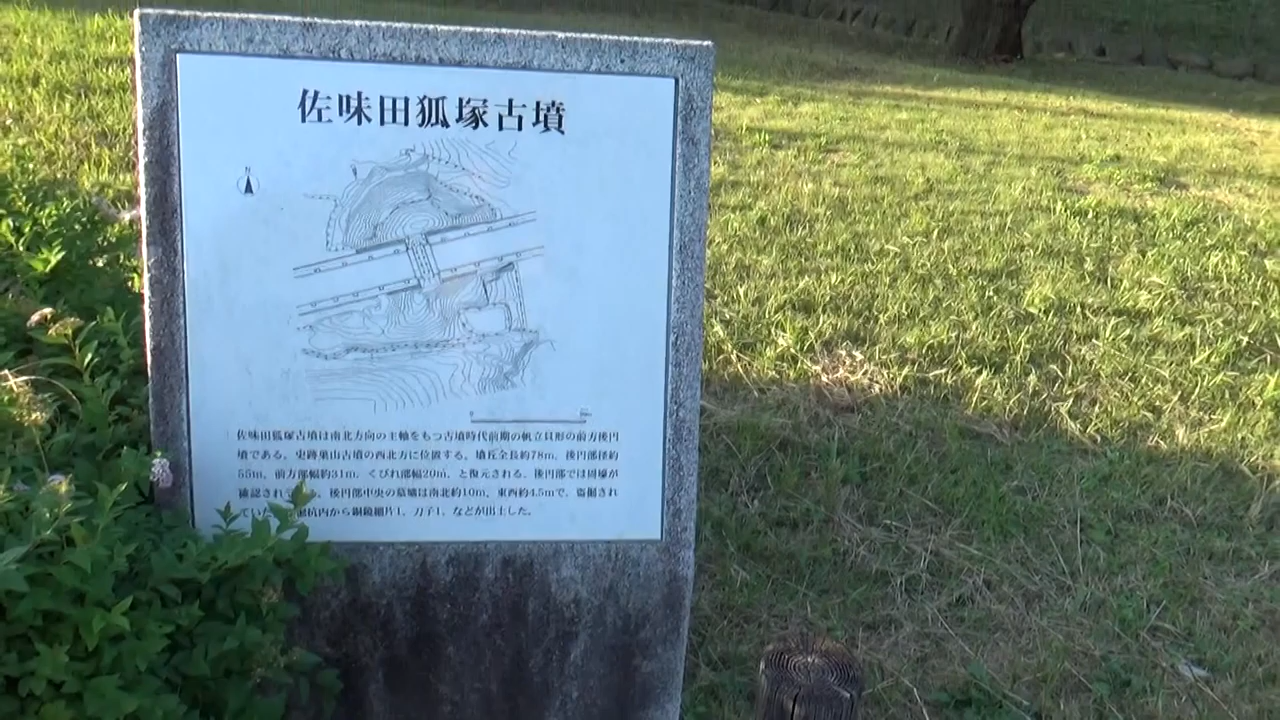 佐味田狐塚古墳
N
佐味田狐塚古墳は南北方向の主軸をもつ古墳時代前期の帆立貝形の前方後円
墳である。史跡巣山古墳の西北方に位置する。墳丘全長約78m、後円部径約
55m、前方部幅約31m、くびれ部幅20m、と復元される。後円部では周壕が
確認されて、後円部中央の墓壙は南北約10m、東西約4.5mで、盗掘され
ていた 坑内から銅鏡細片1、刀子1、などが出土した。